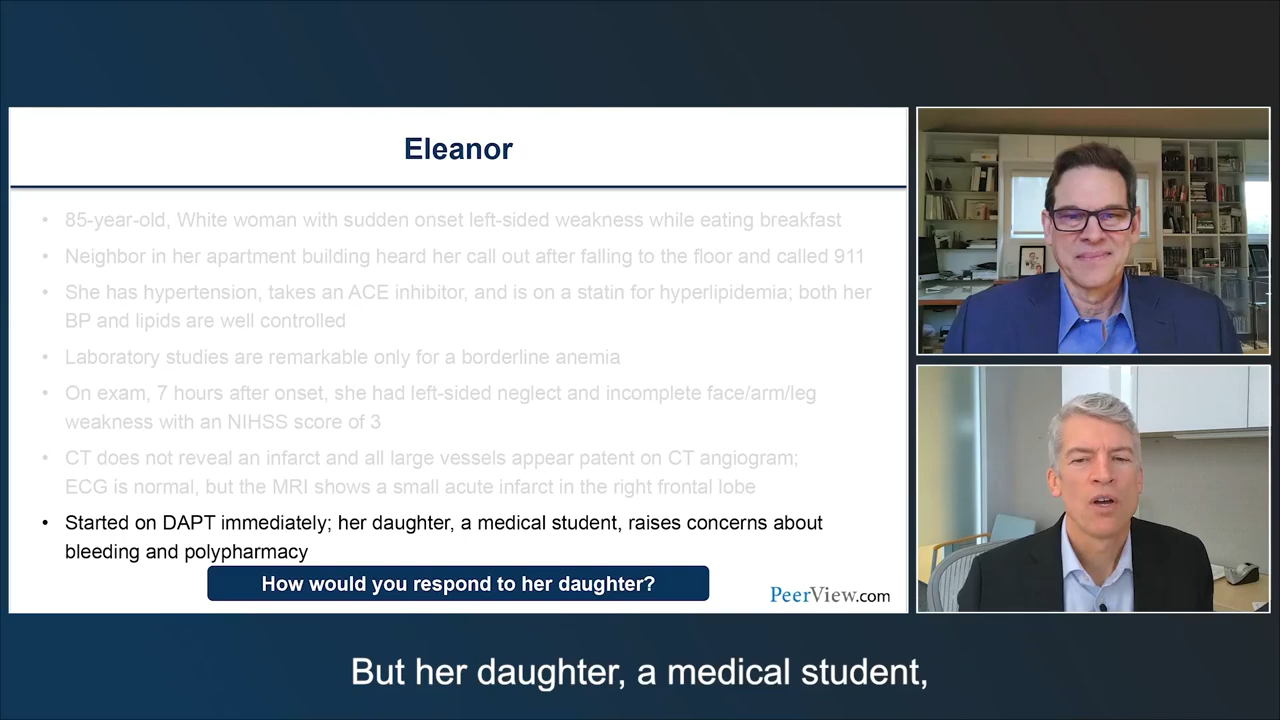 Eleanor
• 85-year-old, White woman with sudden-onset left-sided weakness while eating breakfast
• Neighbor in her apartment buiding heard her call out after falling to the floor and called 911
• She has hypertension, takes an ACE inhibitor, and is on a statin for hyperlipidemia; both her
BP and lipids are well controlled
• Laboratory studies are remarkable only for a borderline anemia
• On exam, 7 hours after onset, she had left-sided neglect and incomplete face/arm/leg
weakness with an NIHSS score of 3
• CT does not reveal an infarct and all large vessels appear patent on CT angiogram;
ECG is normal, but the MRI shows a small acute infarct in the right frontal lobe
• Started on DAPT immediately; her daughter, a medical student, raises concerns about
bleeding and polypharmacy
How would you respond to her daughter?
PeerView.com
But her daughter, a medical student,